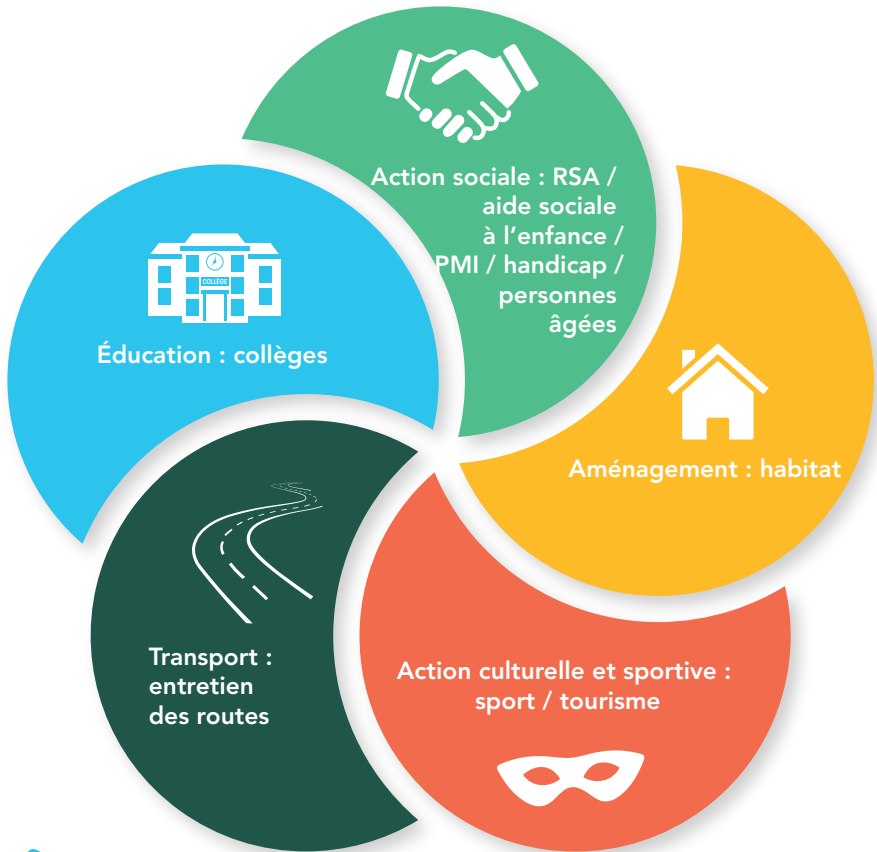 Action sociale : RSA /
aide sociale
à l’enfance /
PMI / handicap /
personnes
âgées
COLLÈGE
Éducation : collèges
Aménagement : habitat
Transport :
entretien
des routes
Action culturelle et sportive :
sport / tourisme